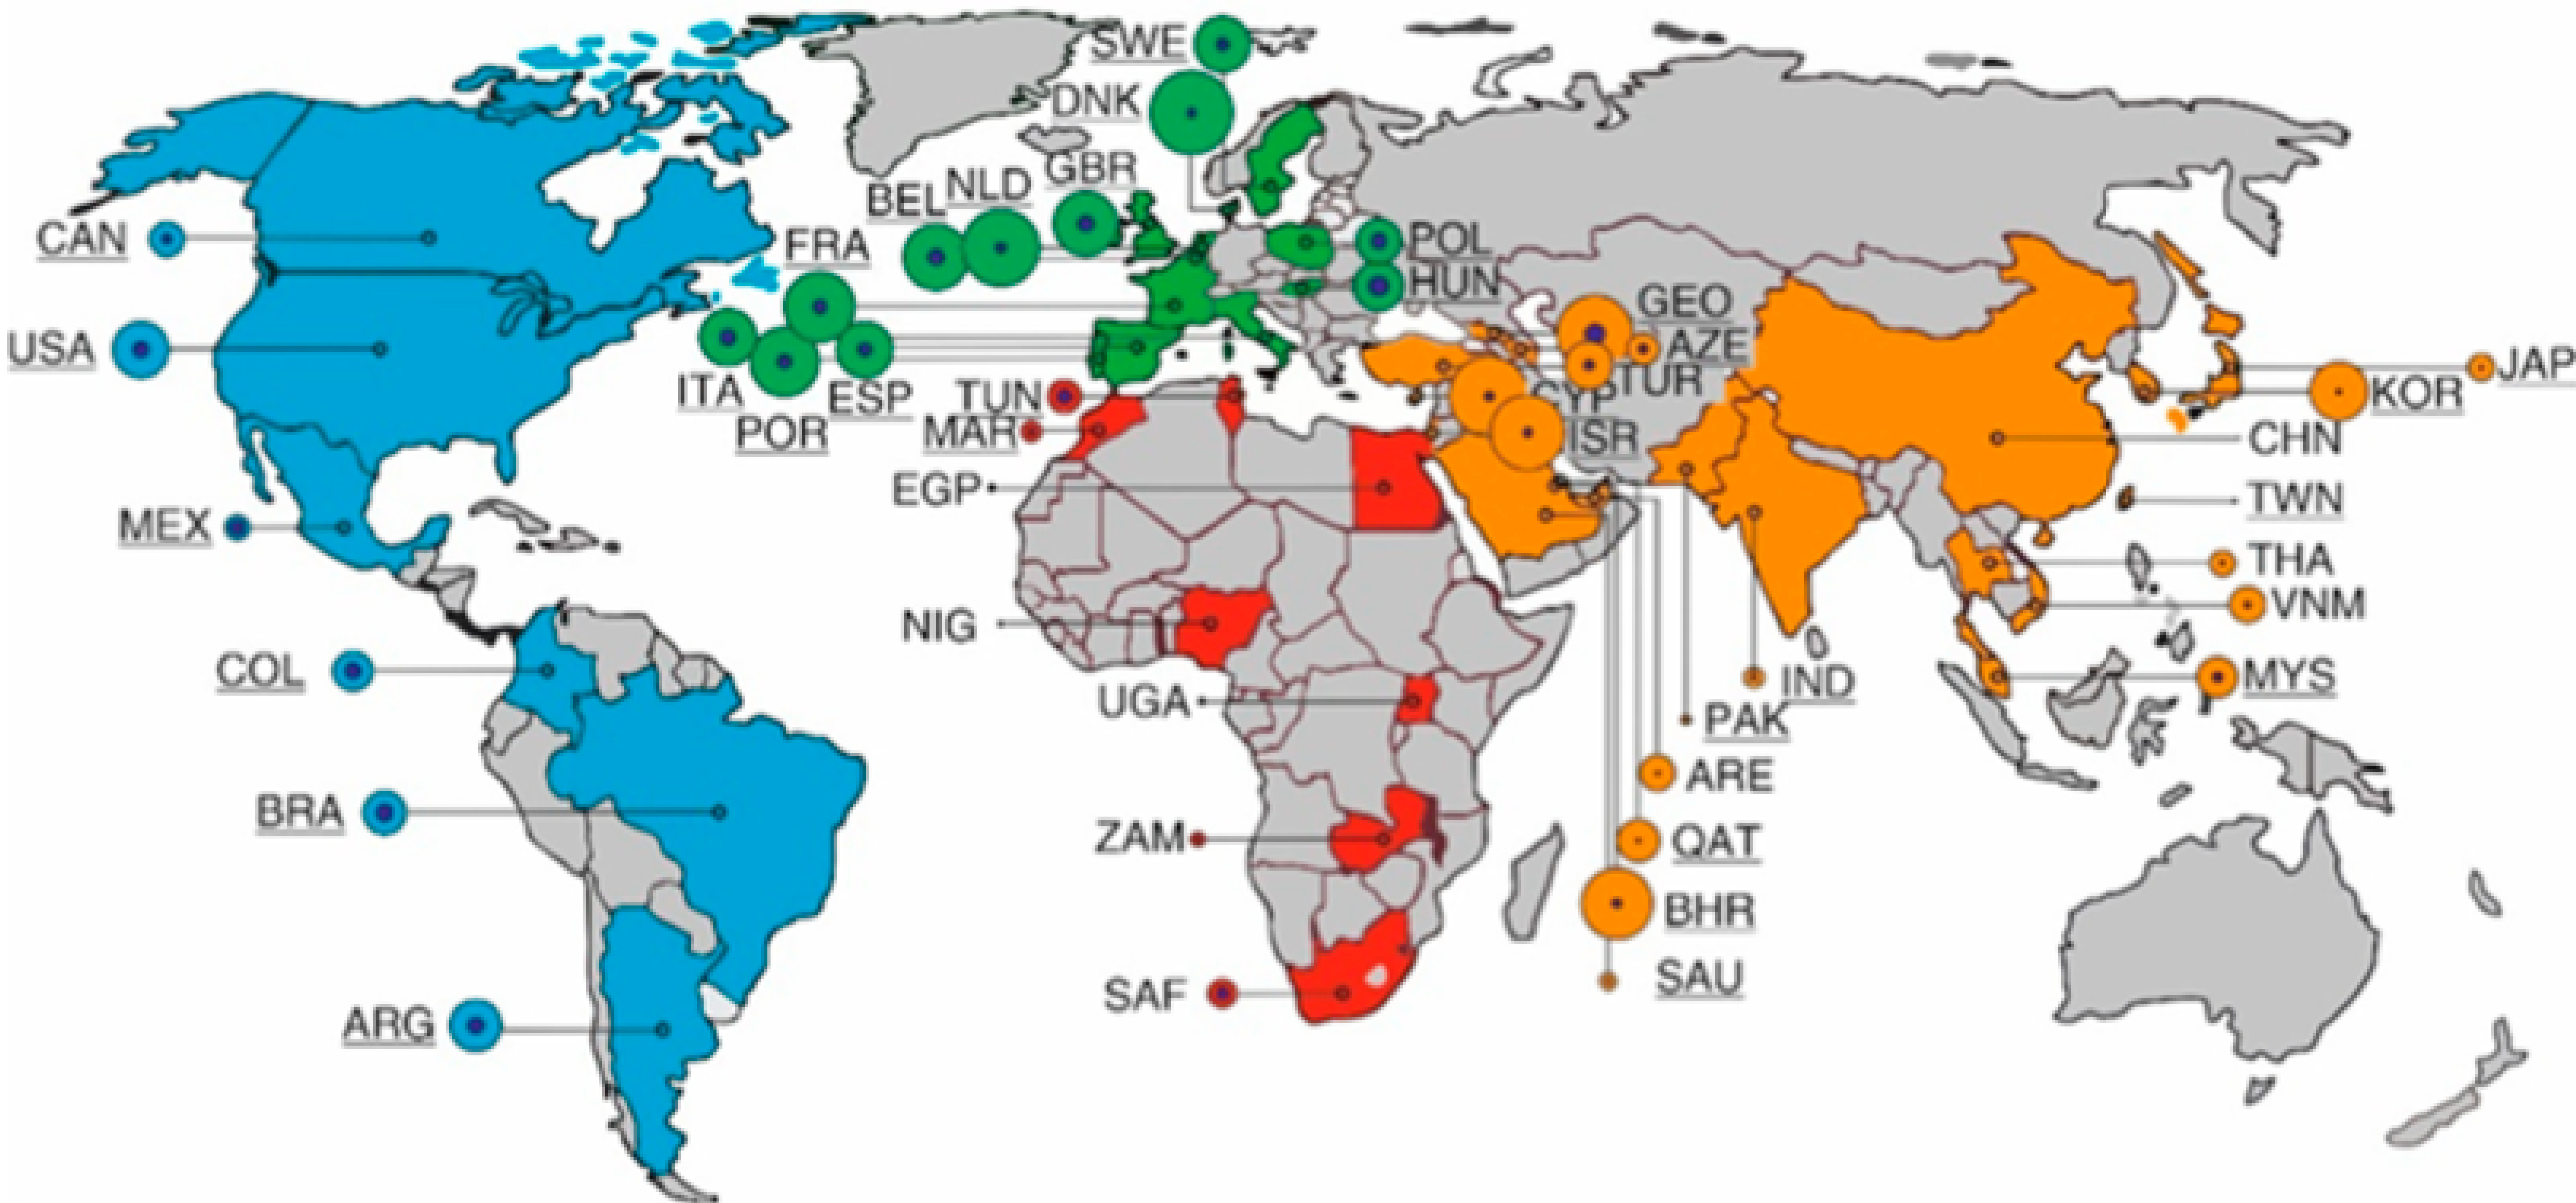 SWE
DNK
GBR
NLD
BEL
CAN
FRA
POL
HUN
GEO
USA
AZE
JAP
TUR
ITA
ESP
TUN
CYP
KOR
POR
MAR
ISR
CHN
EGP
MEX
TWN
THA
VNM
NIG
COL
IND
MYS
UGA
PAK
ARE
BRA
ZAM
QAT
BHR
SAU
SAF
ARG